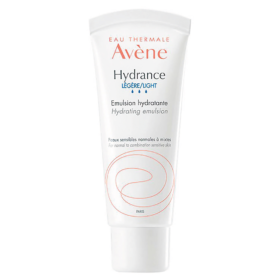 EAU THERMALE
Avène
Hydrance
LÉGÈRE/LIGHT
Emulsion hydratante
Hydrating emulsion
Peaux sensibles normales à mixtes
For normal to combination sensitive skin